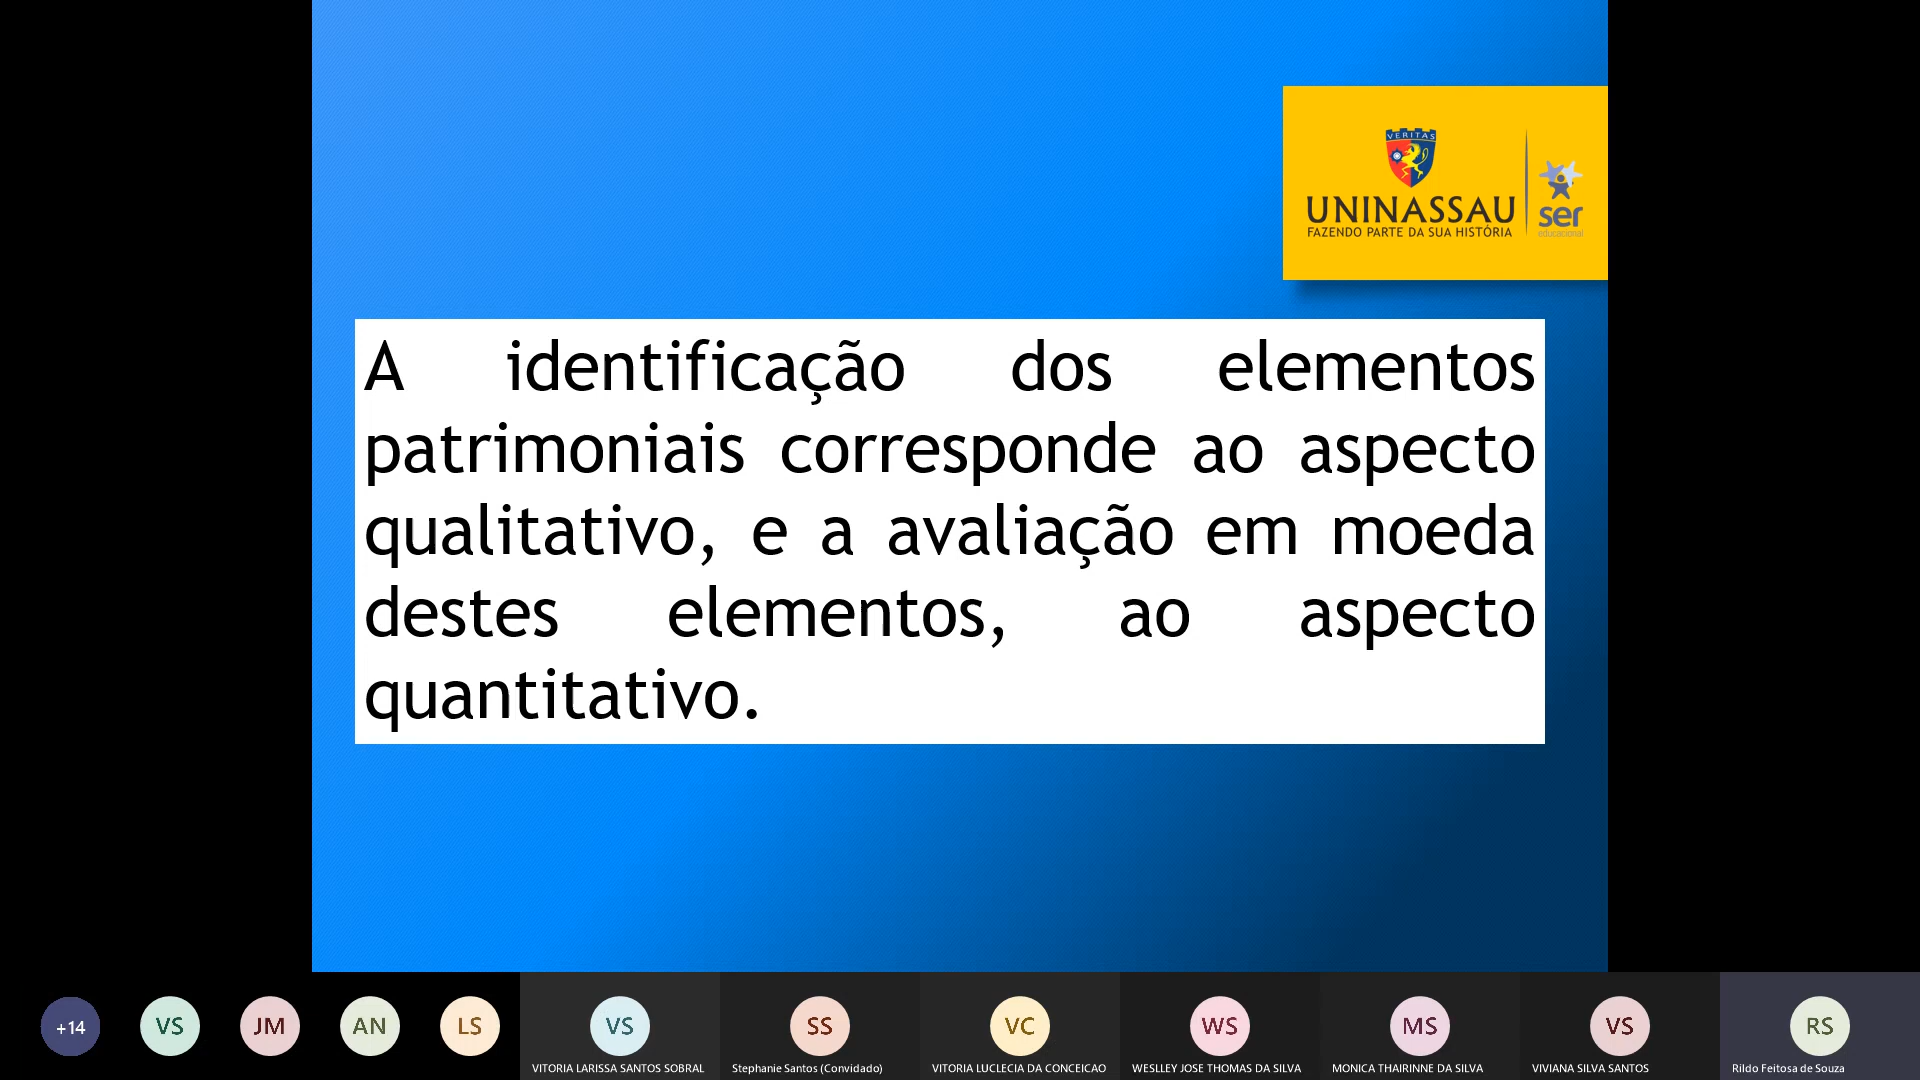 VERITAS
UNINASSAU
FAZENDO PARTE DA SUA HISTÓRIA
ser
educacional
A identificação dos elementos
patrimoniais corresponde ao aspecto
qualitativo, e a avaliação em moeda
destes elementos, ao aspecto
quantitativo.
+14
VS
JM
AN
LS
VS
SS
VC
WS
MS
VS
RS
VITORIA LARISSA SANTOS SOBRAL
Stephanie Santos (Convidado)
VITORIA LUCLECIA DA CONCEICAO
WESLLEY JOSE THOMAS DA SILVA
MONICA THAIRINNE DA SILVA
VIVIANA SILVA SANTOS
Rildo Feitosa de Souza